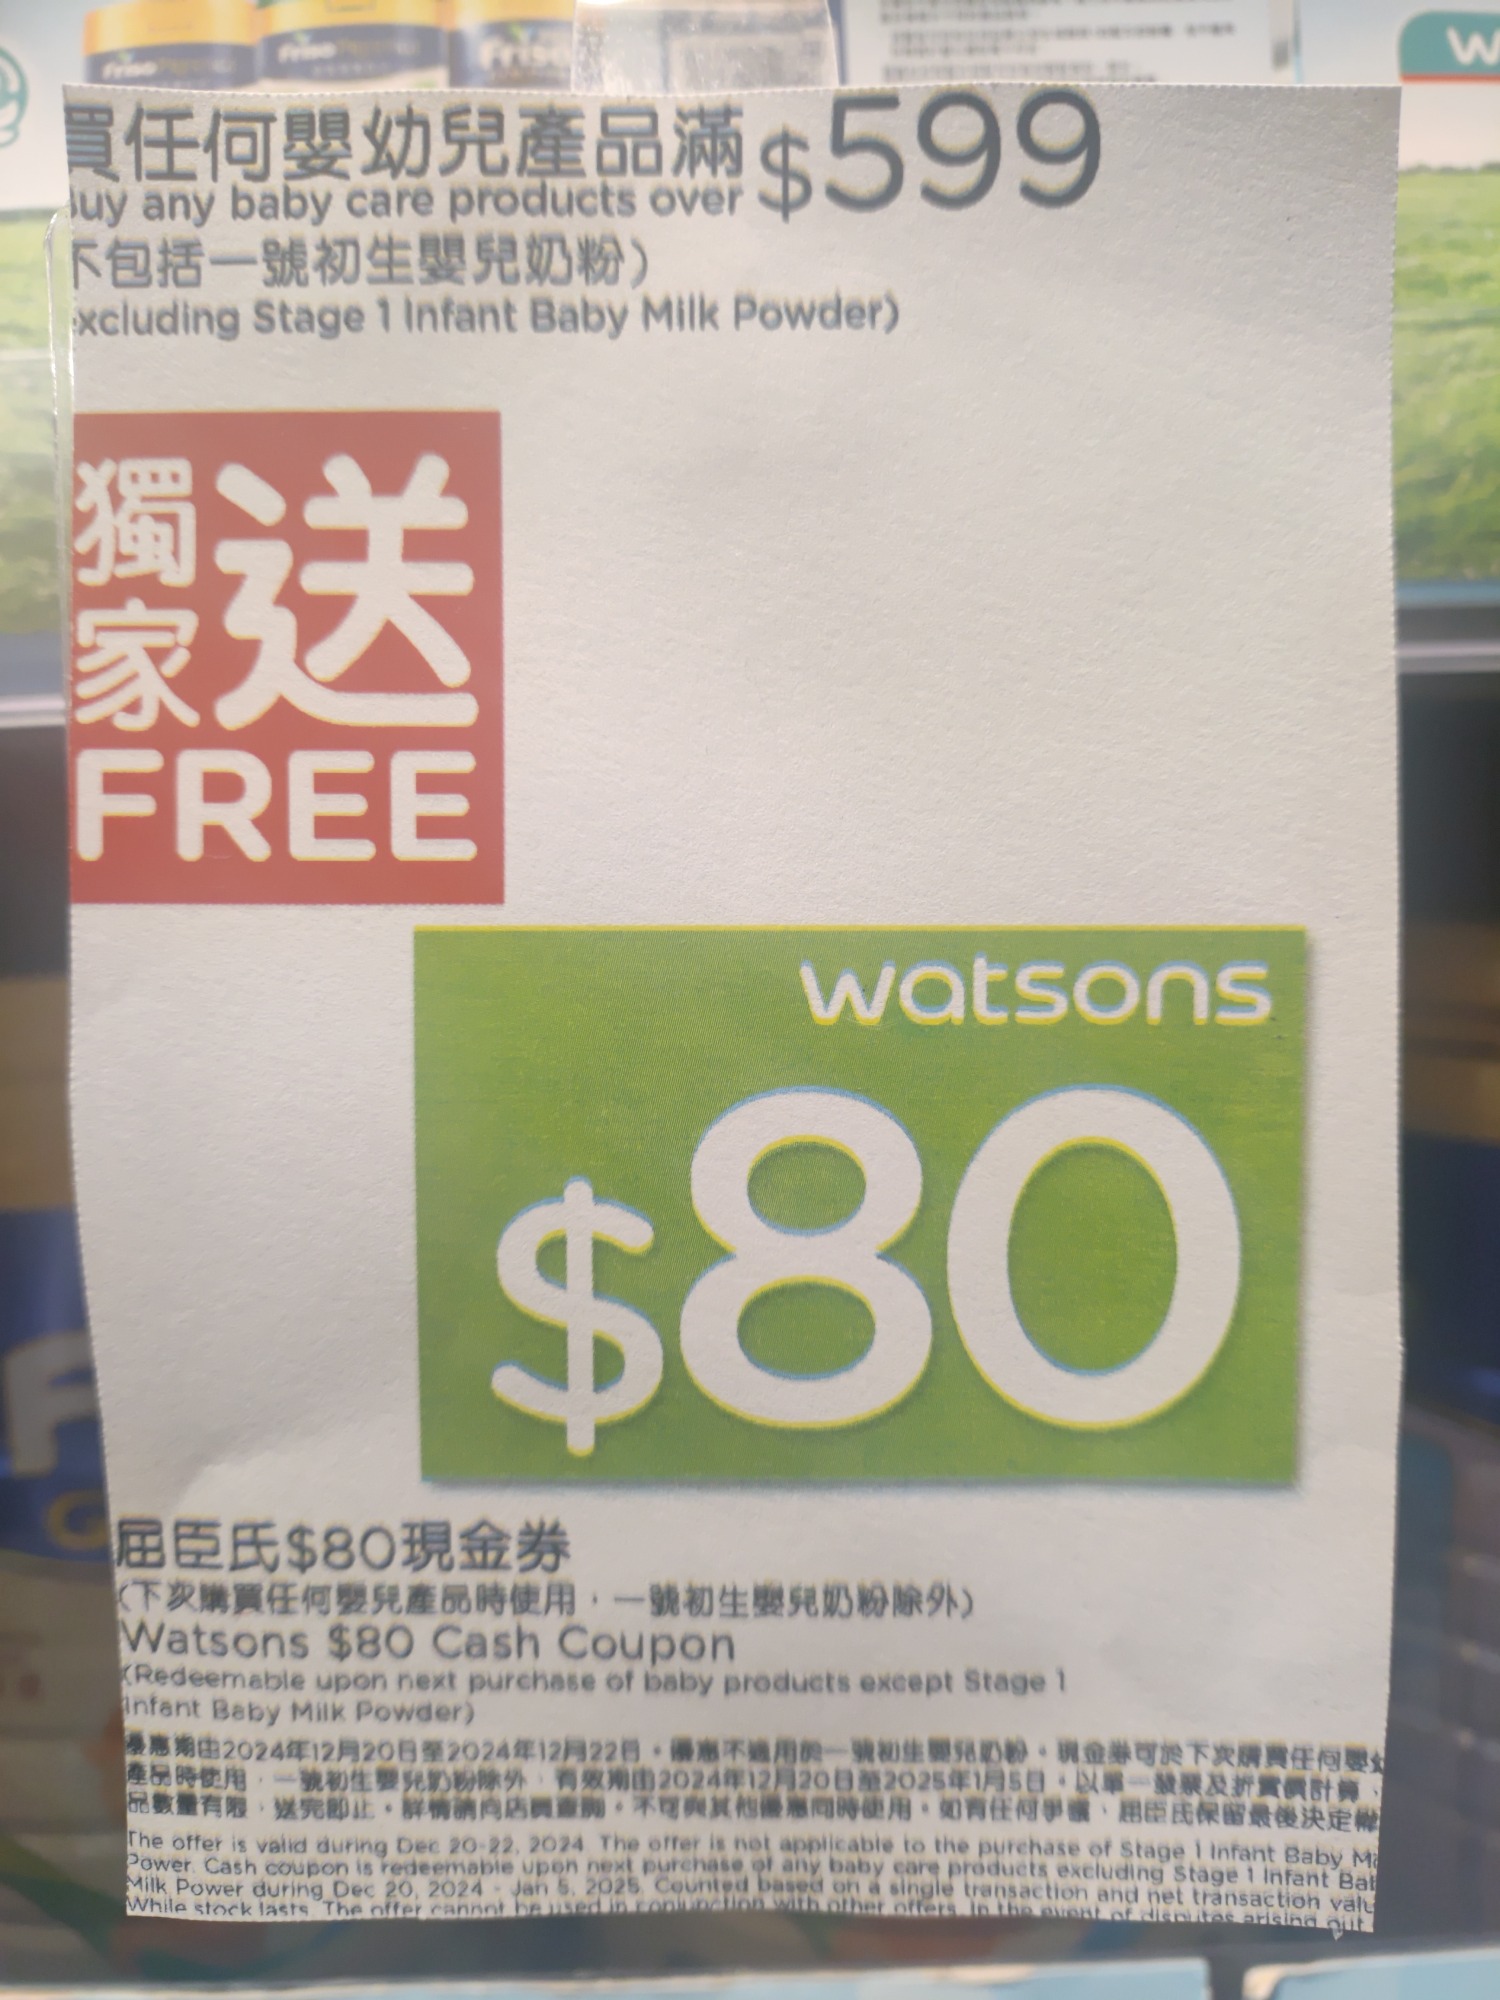 FrisoPrestige
FrisoPrestige
Friso
W
買任何嬰幼兒產品滿$599
uy any baby care products over
不包括一號初生嬰兒奶粉）
xcluding Stage 1 Infant Baby Milk Powder)
獨家送
FREE
watsons
$80
屈臣氏$80現金券
（下次購買任何嬰兒產品時使用，一號初生嬰兒奶粉除外）
Watsons $80 Cash Coupon
(Redeemable upon next purchase of baby products except Stage 1
Infant Baby Milk Powder)
優惠期由2024年12月20日至2024年12月22日。優惠不適用於一號初生嬰兒奶粉。現金券可於下次購買任何嬰幼
產品時使用，一號初生嬰兒奶粉除外，有效期由2024年12月20日至2025年1月5日。以單一發票及折實價計算，
品數量有限，送完即止。詳情請向店員查詢。不可與其他優惠同時使用。如有任何爭議，屈臣氏保留最後決定權
The offer is valid during Dec 20-22, 2024. The offer is not applicable to the purchase of Stage 1 Infant Baby Mi
Power. Cash coupon is redeemable upon next purchase of any baby care products excluding Stage 1 Infant Bab
Milk Power during Dec 20, 2024 - Jan 5, 2025. Counted based on a single transaction and net transaction valu
While stock lasts. The offer cannot be used in conjunction with other offers. In the event of disputes arising out